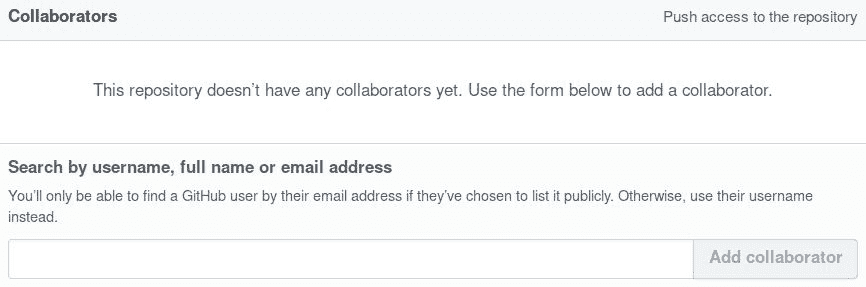 Collaborators Push access to the repository
This repository doesn’t have any collaborators yet. Use the form below to add a collaborator.
Search by username, full name or email address
You’ll only be able to find a GitHub user by their email address if they’ve chosen to list it publicly. Otherwise, use their username
instead.
Add collaborator